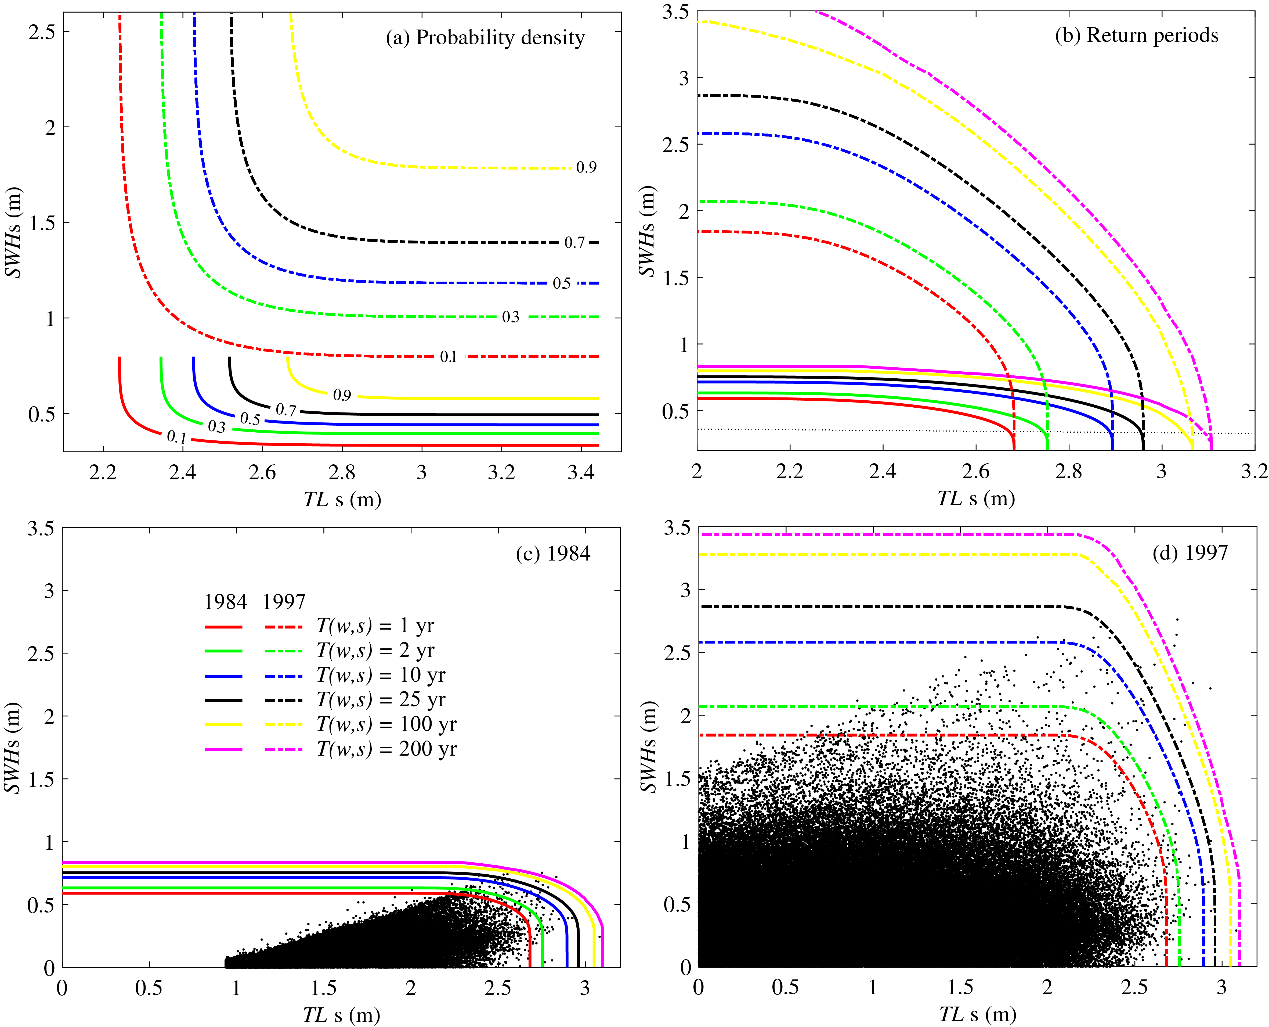 (a) Probability density
2.5
2
1.5
1
0.5
SWHs (m)
0.9
0.7
0.5
0.3
0.1
0.9
0.7
0.5
0.3
0.1
2.2 2.4 2.6 2.8 3 3.2 3.4
TL s (m)
(b) Return periods
3.5
3
2.5
2
1.5
1
0.5
SWHs (m)
2 2.2 2.4 2.6 2.8 3 3.2
TL s (m)
(c) 1984
3.5
3
2.5
2
1.5
1
0.5
0
SWHs (m)
1984 1997
T(w,s) = 1 yr
T(w,s) = 2 yr
T(w,s) = 10 yr
T(w,s) = 25 yr
T(w,s) = 100 yr
T(w,s) = 200 yr
0 0.5 1 1.5 2 2.5 3
TL s (m)
(d) 1997
3.5
3
2.5
2
1.5
1
0.5
0
SWHs (m)
0 0.5 1 1.5 2 2.5 3
TL s (m)